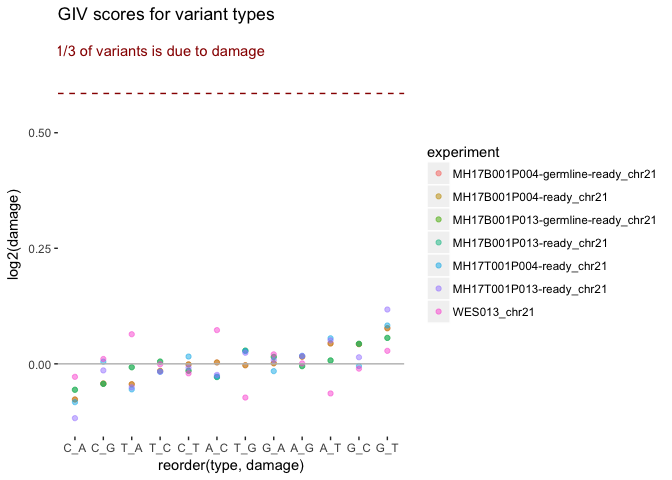 GIV scores for variant types
1/3 of variants is due to damage
0.50
0.25
0.00
log2(damage)
C_A C_G T_A T_C C_T A_C T_G G_A A_G A_T G_C G_T
reorder(type, damage)
experiment
MH17B001P004-germline-ready_chr21
MH17B001P004-ready_chr21
MH17B001P013-germline-ready_chr21
MH17B001P013-ready_chr21
MH17T001P004-ready_chr21
MH17T001P013-ready_chr21
WES013_chr21